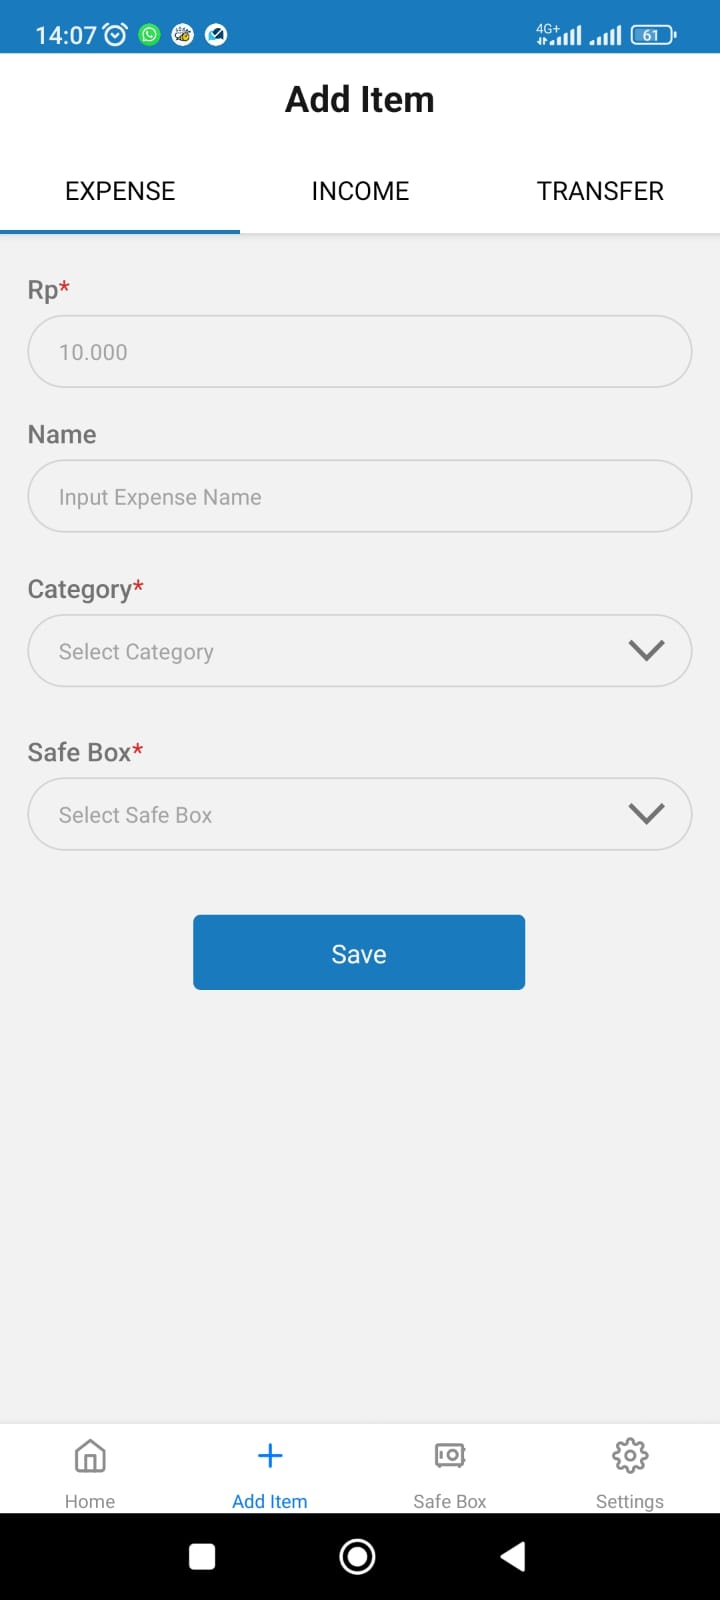 14:07 4G+ 61
Add Item
EXPENSE INCOME TRANSFER
Rp*
10.000
Name
Input Expense Name
Category*
Select Category
Safe Box*
Select Safe Box
Save
Home Add Item Safe Box Settings